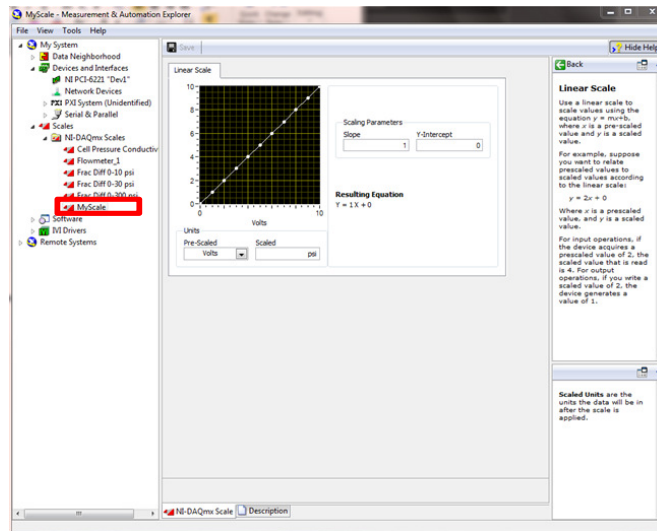 MyScale - Measurement & Automation Explorer
File View Tools Help
My System
Data Neighborhood
Devices and Interfaces
NI PCI-6221 "Dev1"
Network Devices
PXI PXI System (Unidentified)
Serial & Parallel
Scales
NI-DAQmx Scales
Cell Pressure Conductiv
Flowmeter_1
Frac Diff 0-10 psi
Frac Diff 0-30 psi
Frac Diff 0-300 psi
MyScale
Software
IVI Drivers
Remote Systems
Save
Hide Help
Linear Scale
10
8
6
4
2
0
0
10
Volts
Units
Pre-Scaled
Scaled
Volts
psi
Scaling Parameters
Slope
Y-Intercept
1
0
Resulting Equation
Y = 1 X + 0
NI-DAQmx Scale
Description
Back
Linear Scale
Use a linear scale to
scale values using the
equation y = mx+b,
where x is a pre-scaled
value and y is a scaled
value.
For example, suppose
you want to relate
prescaled values to
scaled values according
to the linear scale:
y = 2x + 0
Where x is a prescaled
value, and y is a scaled
value.
For input operations, if
the device acquires a
prescaled value of 2, the
scaled value that is read
is 4. For output
operations, if you write a
scaled value of 2, the
device generates a
value of 1.
Scaled Units are the
units the data will be in
after the scale is
applied.